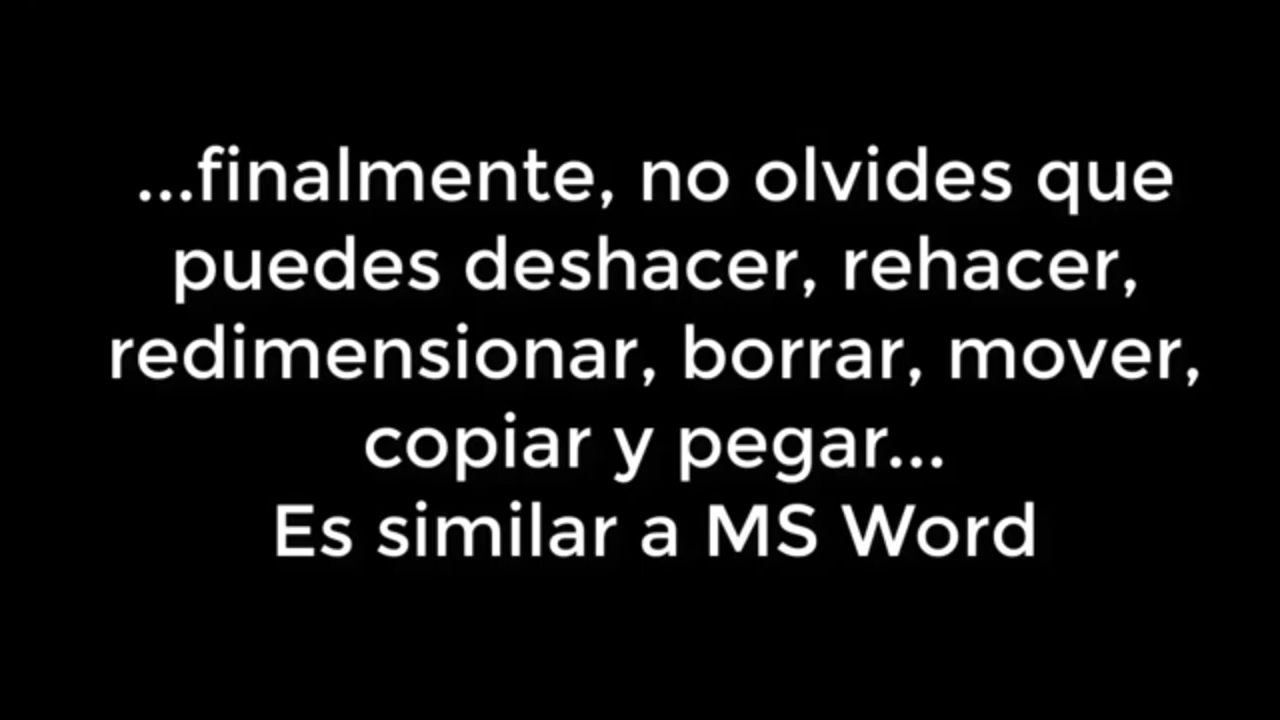 ...finalmente, no olvides que
puedes deshacer, rehacer,
redimensionar, borrar, mover,
copiar y pegar...
Es similar a MS Word